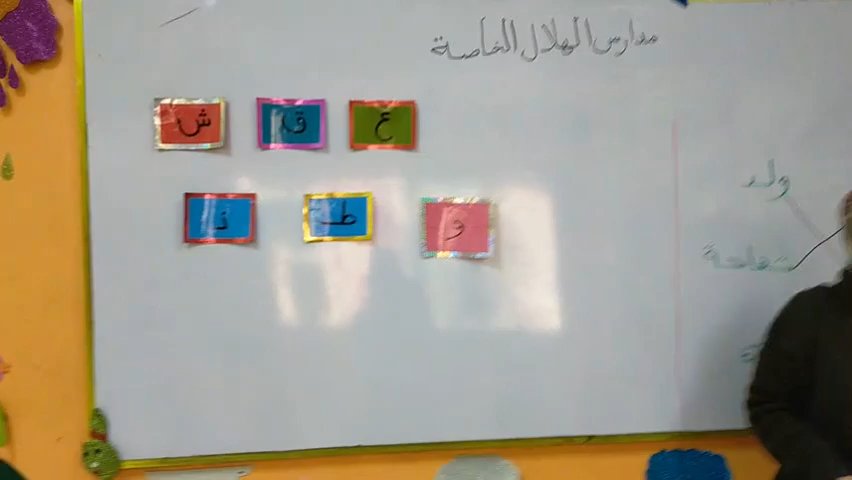 مدارس الهلال الخاصة
ع ق ش
و ط ن
ولد